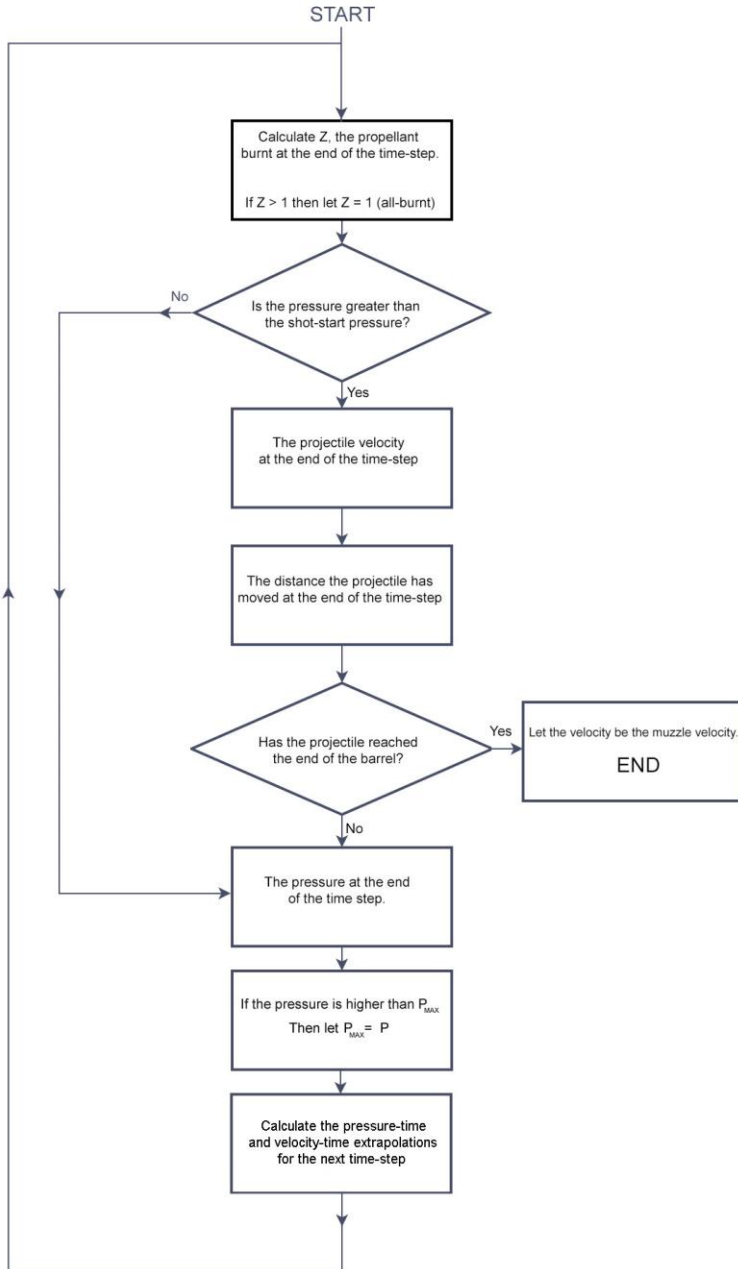 START
Calculate Z, the propellant
burnt at the end of the time-step.
If Z > 1 then let Z = 1 (all-burnt)
No
Is the pressure greater than
the shot-start pressure?
Yes
The projectile velocity
at the end of the time-step
The distance the projectile has
moved at the end of the time-step
Has the projectile reached
the end of the barrel?
Yes
Let the velocity be the muzzle velocity.
END
No
The pressure at the end
of the time step.
If the pressure is higher than PMAX
Then let PMAX = P
Calculate the pressure-time
and velocity-time extrapolations
for the next time-step